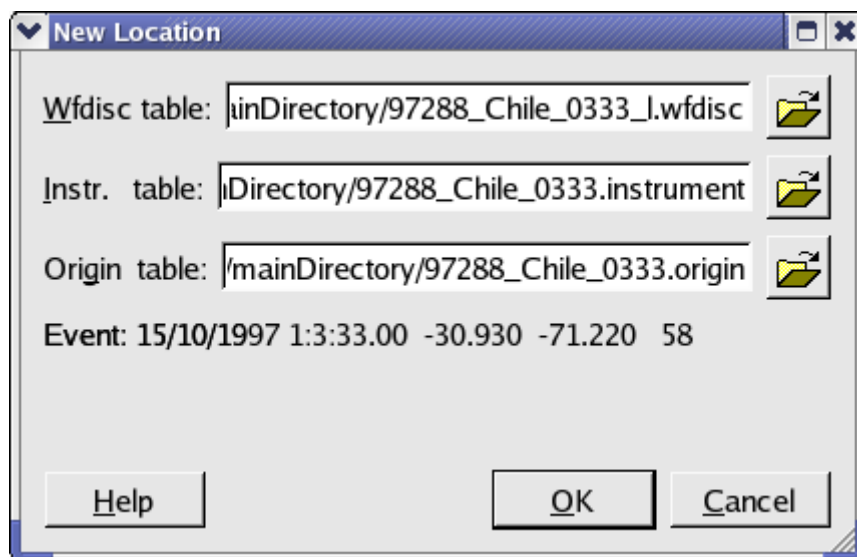 New Location
Wfdisc table: ainDirectory/97288_Chile_0333_l.wfdisc
Instr. table: Directory/97288_Chile_0333.instrument
Origin table: /mainDirectory/97288_Chile_0333.origin
Event: 15/10/1997 1:3:33.00 -30.930 -71.220 58
Help OK Cancel